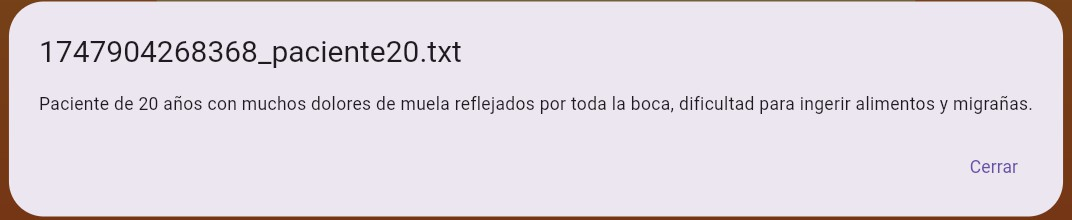 1747904268368_paciente20.txt
Paciente de 20 años con muchos dolores de muela reflejados por toda la boca, dificultad para ingerir alimentos y migrañas.
Cerrar